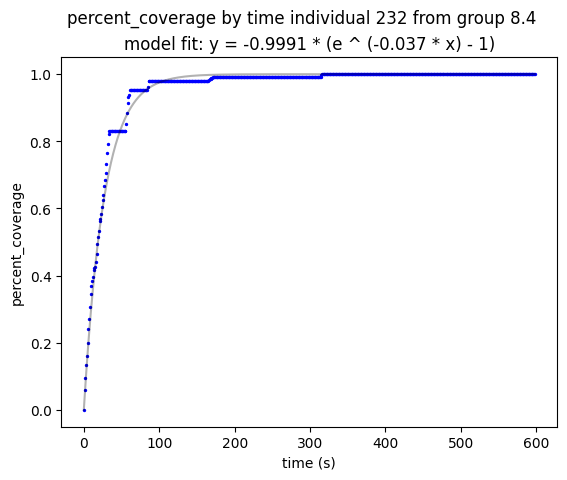 percent_coverage by time individual 232 from group 8.4
model fit: y = -0.9991 * (e ^ (-0.037 * x) - 1)
1.0
0.8
0.6
0.4
0.2
0.0
percent_coverage
0 100 200 300 400 500 600
time (s)